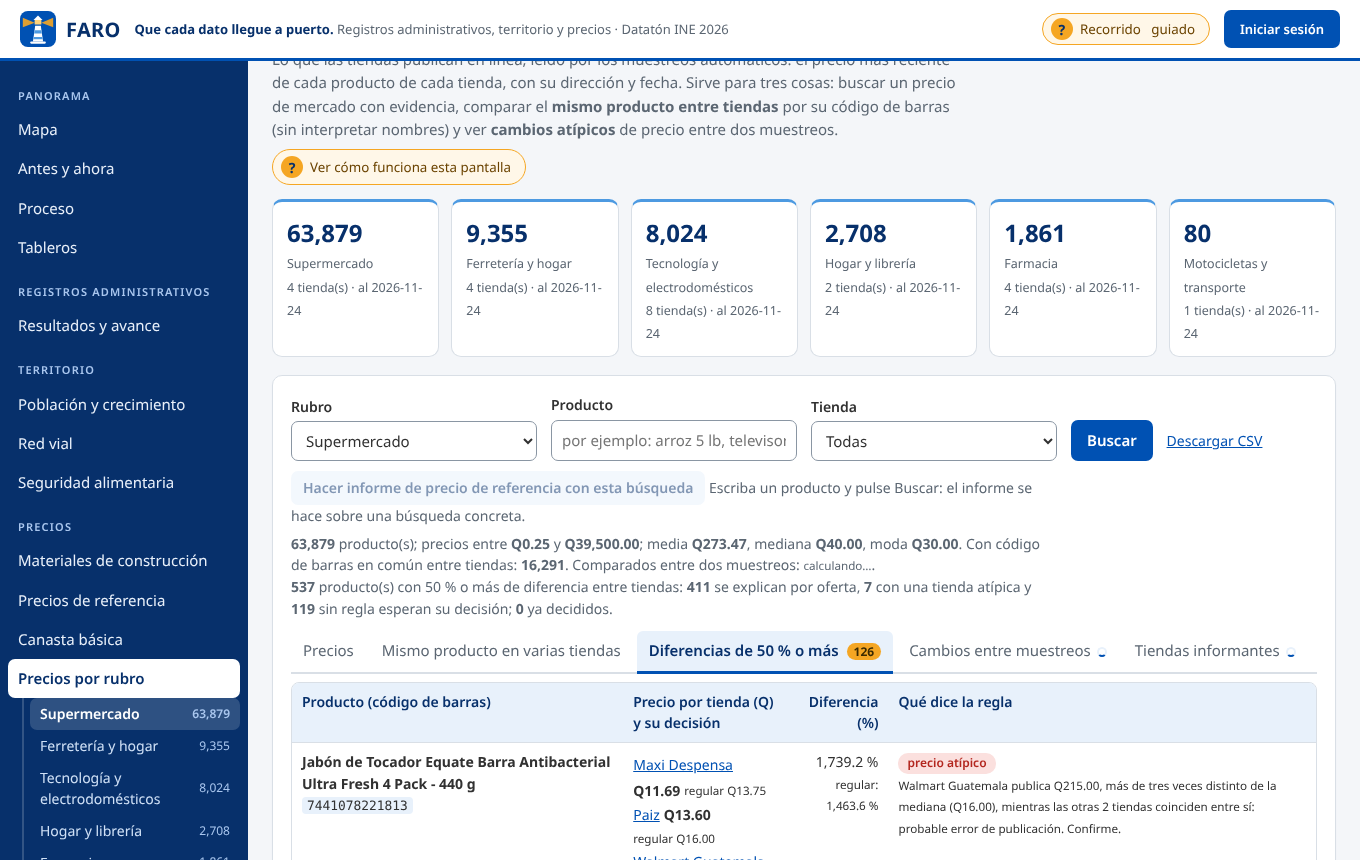 FARO
Que cada dato llegue a puerto. Registros administrativos, territorio y precios · Datatón INE 2026
? Recorrido guiado
Iniciar sesión
PANORAMA
Mapa
Antes y ahora
Proceso
Tableros
REGISTROS ADMINISTRATIVOS
Resultados y avance
TERRITORIO
Población y crecimiento
Red vial
Seguridad alimentaria
PRECIOS
Materiales de construcción
Precios de referencia
Canasta básica
Precios por rubro
Supermercado 63,879
Ferretería y hogar 9,355
Tecnología y
electrodomésticos 8,024
Hogar y librería 2,708
Lo que las tiendas publican en línea, leído por los muestreos automáticos: el precio más reciente
de cada producto de cada tienda, con su dirección y fecha. Sirve para tres cosas: buscar un precio
de mercado con evidencia, comparar el mismo producto entre tiendas por su código de barras
(sin interpretar nombres) y ver cambios atípicos de precio entre dos muestreos.
? Ver cómo funciona esta pantalla
63,879
Supermercado
4 tienda(s) · al 2026-11-
24
9,355
Ferretería y hogar
4 tienda(s) · al 2026-11-
24
8,024
Tecnología y
electrodomésticos
8 tienda(s) · al 2026-11-
24
2,708
Hogar y librería
2 tienda(s) · al 2026-11-
24
1,861
Farmacia
4 tienda(s) · al 2026-11-
24
80
Motocicletas y
transporte
1 tienda(s) · al 2026-11-
24
Rubro
Supermercado
Producto
por ejemplo: arroz 5 lb, televisor
Tienda
Todas
Buscar
Descargar CSV
Hacer informe de precio de referencia con esta búsqueda Escriba un producto y pulse Buscar: el informe se
hace sobre una búsqueda concreta.
63,879 producto(s); precios entre Q0.25 y Q39,500.00; media Q273.47, mediana Q40.00, moda Q30.00. Con código
de barras en común entre tiendas: 16,291. Comparados entre dos muestreos: calculando....
537 producto(s) con 50 % o más de diferencia entre tiendas: 411 se explican por oferta, 7 con una tienda atípica y
119 sin regla esperan su decisión; 0 ya decididos.
Precios
Mismo producto en varias tiendas
Diferencias de 50 % o más 126
Cambios entre muestreos
Tiendas informantes
Producto (código de barras)
Precio por tienda (Q)
y su decisión
Diferencia
(%)
Qué dice la regla
Jabón de Tocador Equate Barra Antibacterial
Ultra Fresh 4 Pack - 440 g
7441078221813
Maxi Despensa
Q11.69 regular Q13.75
Paiz Q13.60
regular Q16.00
Walmart Guatemala
1,739.2 %
regular:
1,463.6 %
precio atípico
Walmart Guatemala publica Q215.00, más de tres veces distinto de la
mediana (Q16.00), mientras las otras 2 tiendas coinciden entre sí:
probable error de publicación. Confirme.